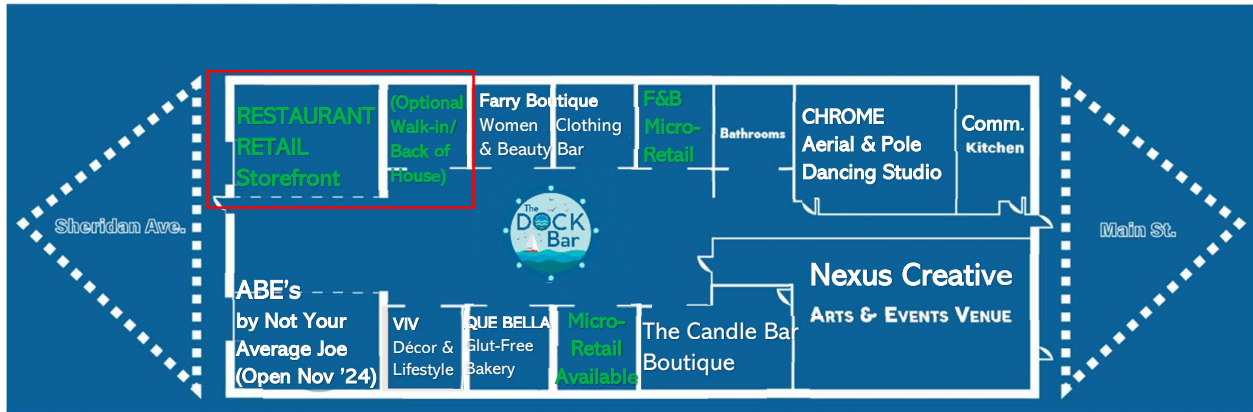 RESTAURANT
RETAIL
Storefront
(Optional
Walk-in/
Back of
House)
Farry Boutique
Women Clothing
& Beauty Bar
F&B
Micro-
Retail
Bathrooms
CHROME
Aerial & Pole
Dancing Studio
Comm.
Kitchen
Sheridan Ave.
The
DOCK
Bar
Main St.
ABE's
by Not Your
Average Joe
(Open Nov '24)
VIV
Décor &
Lifestyle
QUE BELLA
Glut-Free
Bakery
Micro-
Retail
Available
The Candle Bar
Boutique
Nexus Creative
ARTS & EVENTS VENUE